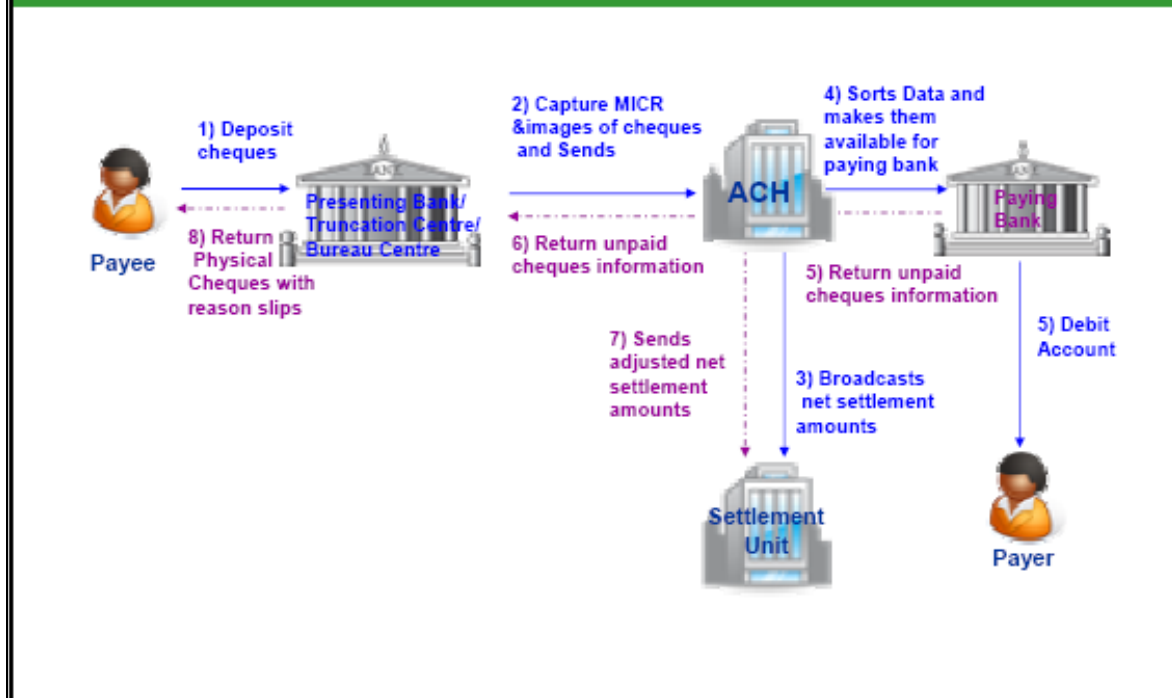 1) Deposit
cheques
2) Capture MICR
&images of cheques
and Sends
4) Sorts Data and
makes them
available for
paying bank
Payee
Presenting Bank/
Truncation Centre/
Bureau Centre
ACH
Paying
Bank
8) Return
Physical
Cheques with
reason slips
6) Return unpaid
cheques information
5) Return unpaid
cheques information
5) Debit
Account
7) Sends
adjusted net
settlement
amounts
3) Broadcasts
net settlement
amounts
Settlement
Unit
Payer